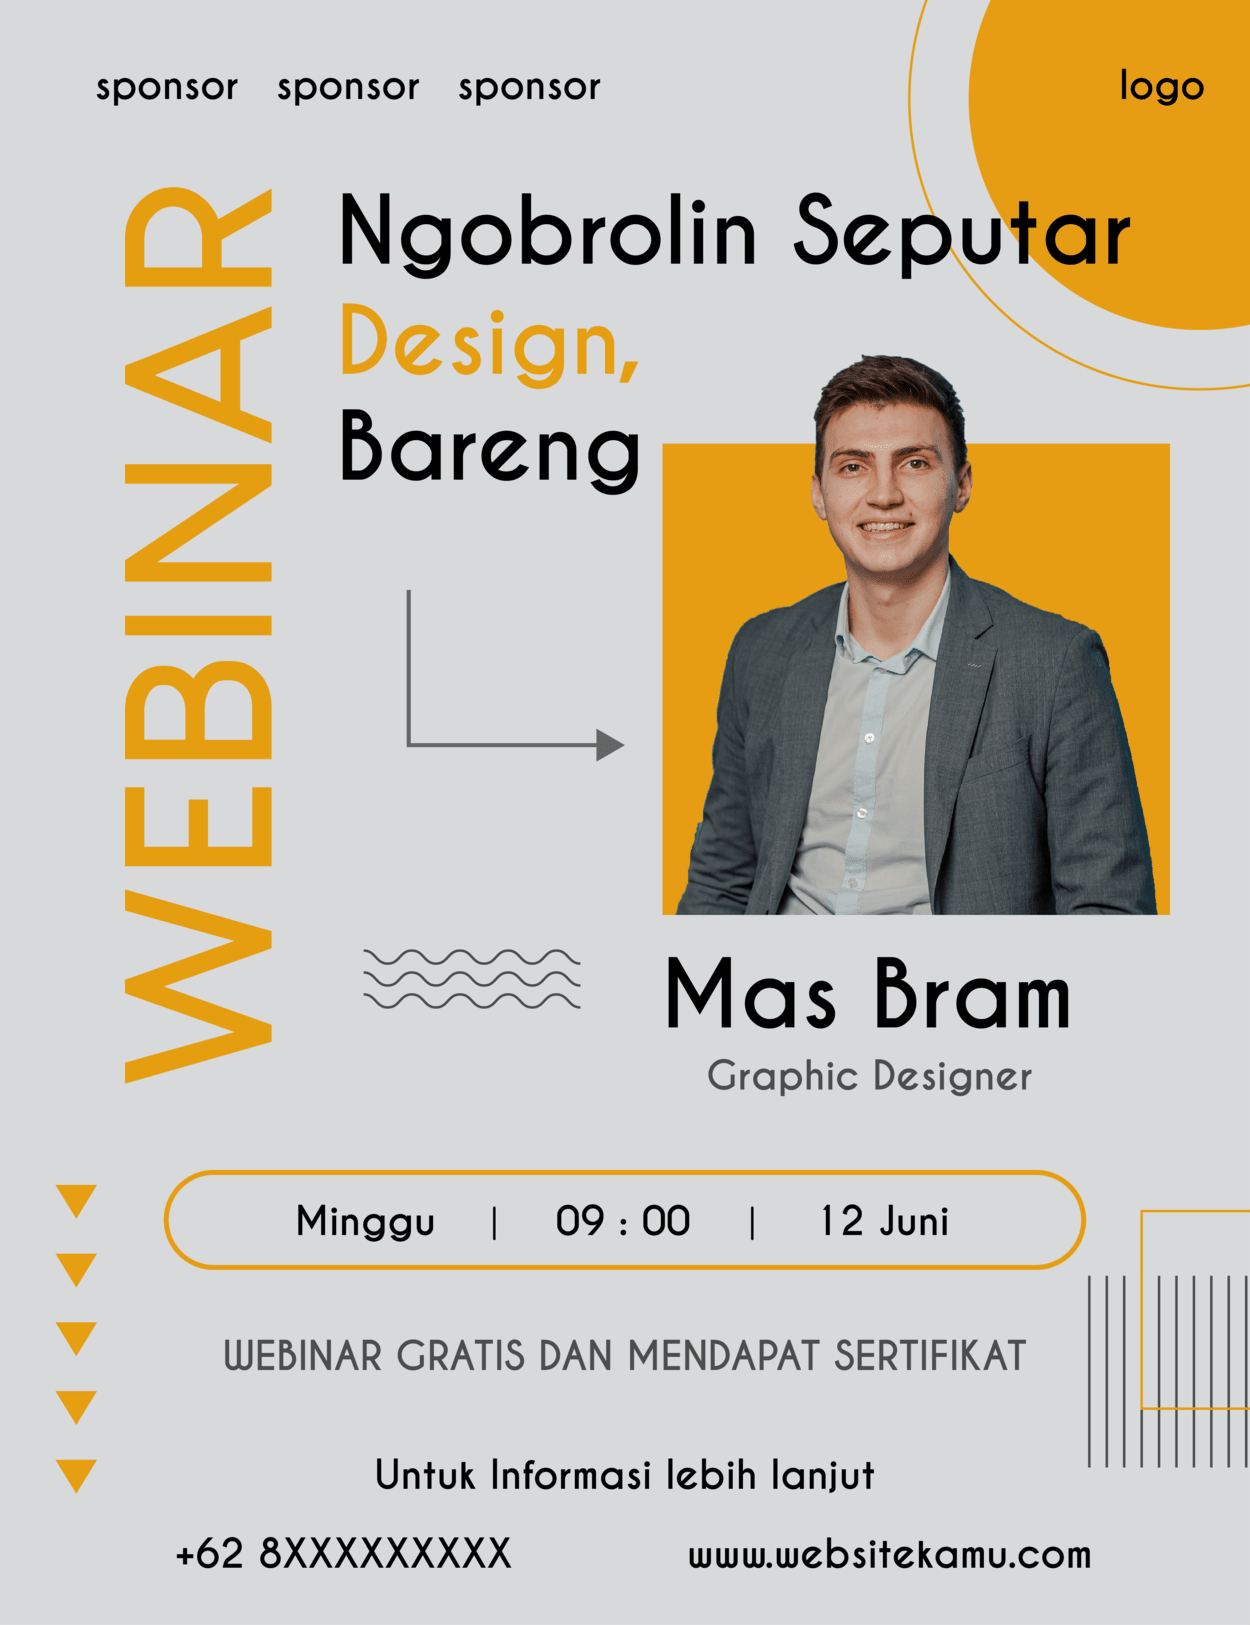 sponsor sponsor sponsor
logo
WEBINAR
Ngobrolin Seputar
Design,
Bareng
Mas Bram
Graphic Designer
Minggu | 09 : 00 | 12 Juni
WEBINAR GRATIS DAN MENDAPAT SERTIFIKAT
Untuk Informasi lebih lanjut
+62 8XXXXXXXXX
www.websitekamu.com